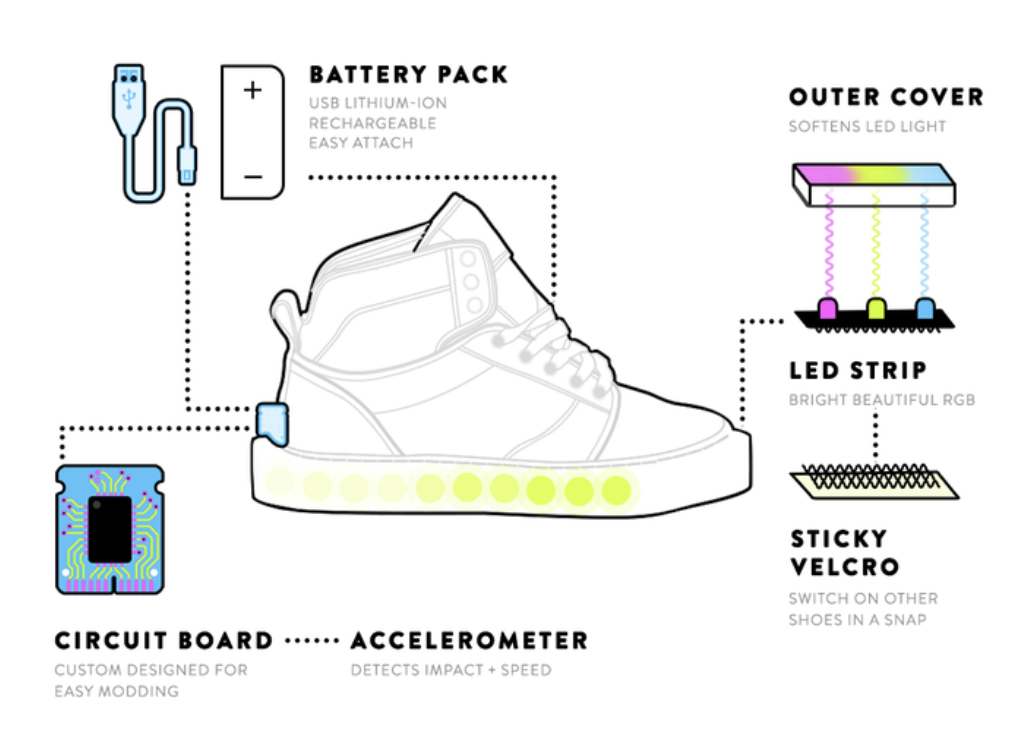 BATTERY PACK
USB LITHIUM-ION
RECHARGEABLE
EASY ATTACH
+
–
OUTER COVER
SOFTENS LED LIGHT
LED STRIP
BRIGHT BEAUTIFUL RGB
STICKY
VELCRO
SWITCH ON OTHER
SHOES IN A SNAP
CIRCUIT BOARD ...... ACCELEROMETER
CUSTOM DESIGNED FOR
EASY MODDING
DETECTS IMPACT + SPEED